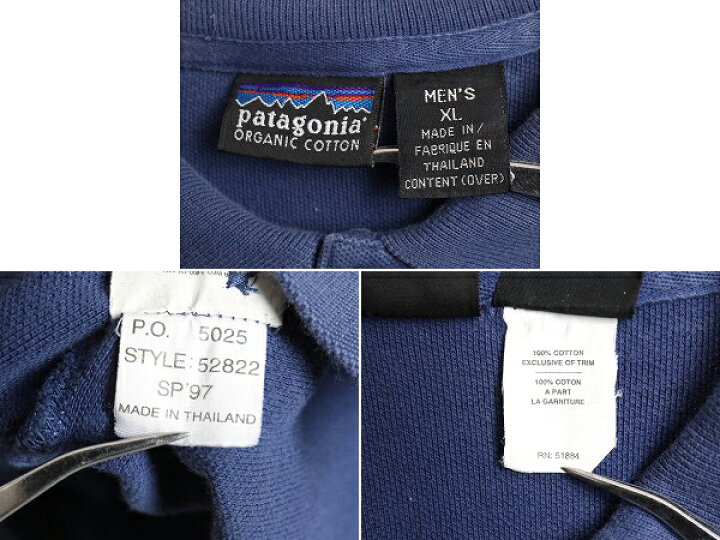 patagonia®
ORGANIC COTTON
MEN'S
XL
MADE IN/
FABRIQUE EN
THAILAND
CONTENT (OVER)
P.O. 5025
STYLE: 52822
SP'97
MADE IN THAILAND
100% COTTON
EXCLUSIVE OF TRIM
100% COTON
A PART
LA GARNITURE
RN: 51884